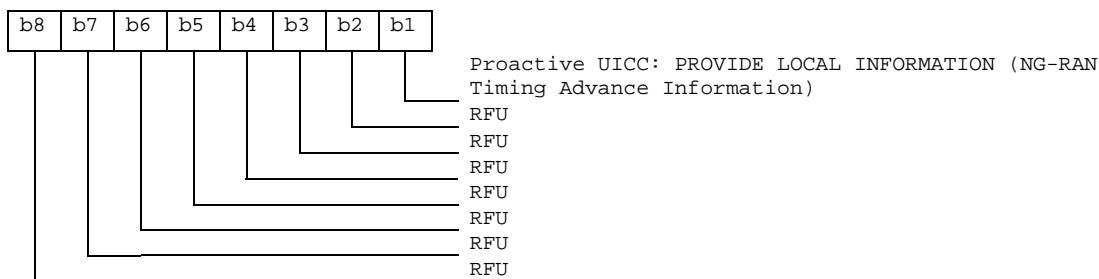 b8 b7 b6 b5 b4 b3 b2 b1
Proactive UICC: PROVIDE LOCAL INFORMATION (NG-RAN
Timing Advance Information)
RFU
RFU
RFU
RFU
RFU
RFU
RFU